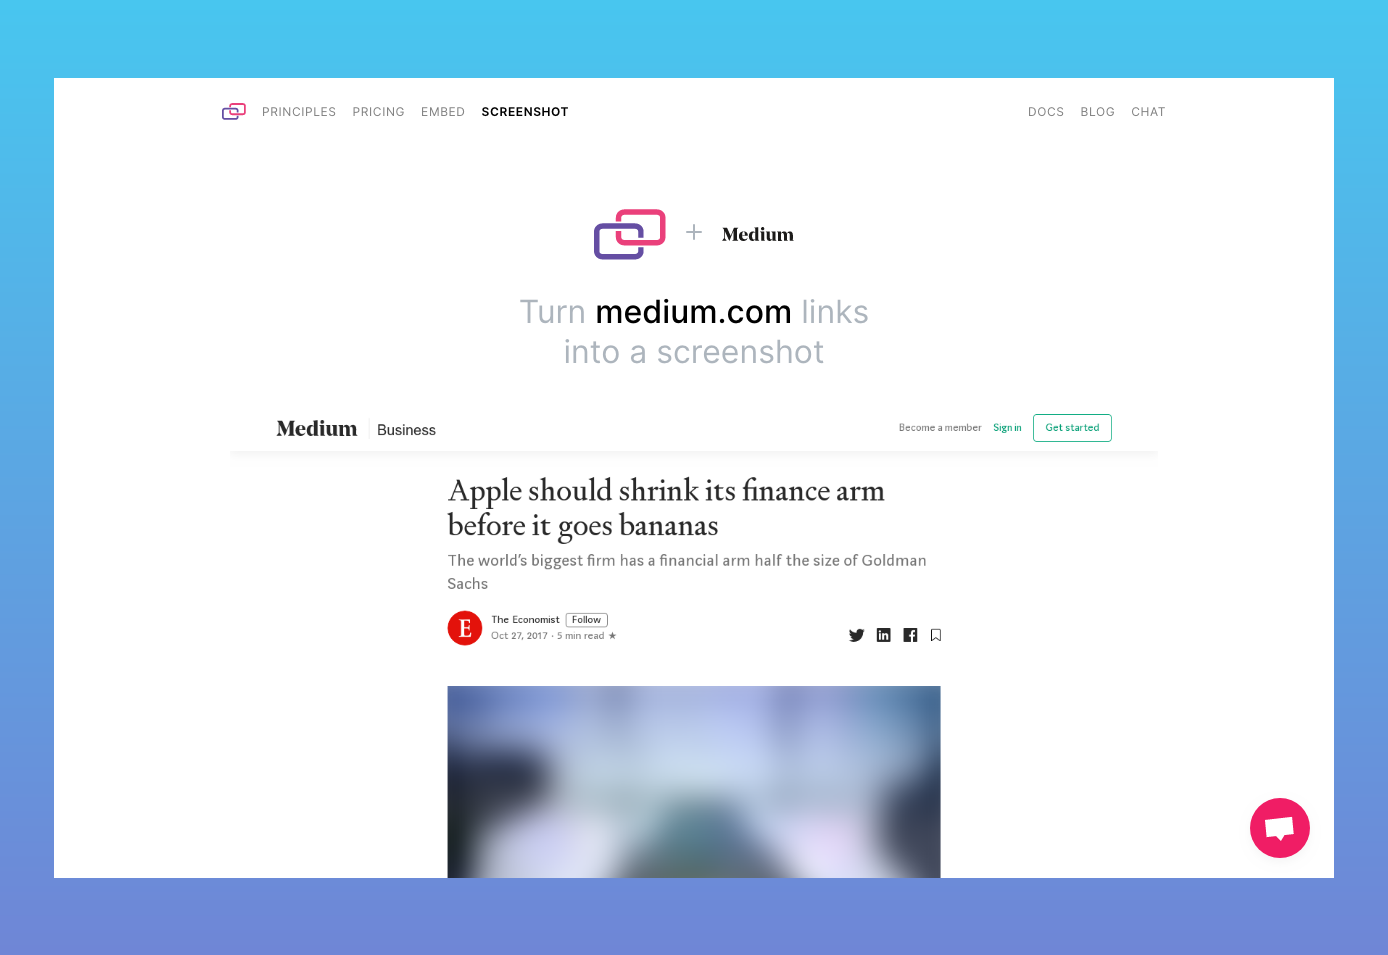 PRINCIPLES PRICING EMBED SCREENSHOT DOCS BLOG CHAT
+ Medium
Turn medium.com links
into a screenshot
Medium Business Become a member Sign in Get started
Apple should shrink its finance arm
before it goes bananas
The world's biggest firm has a financial arm half the size of Goldman
Sachs
E The Economist Follow
Oct 27, 2017 · 5 min read ★